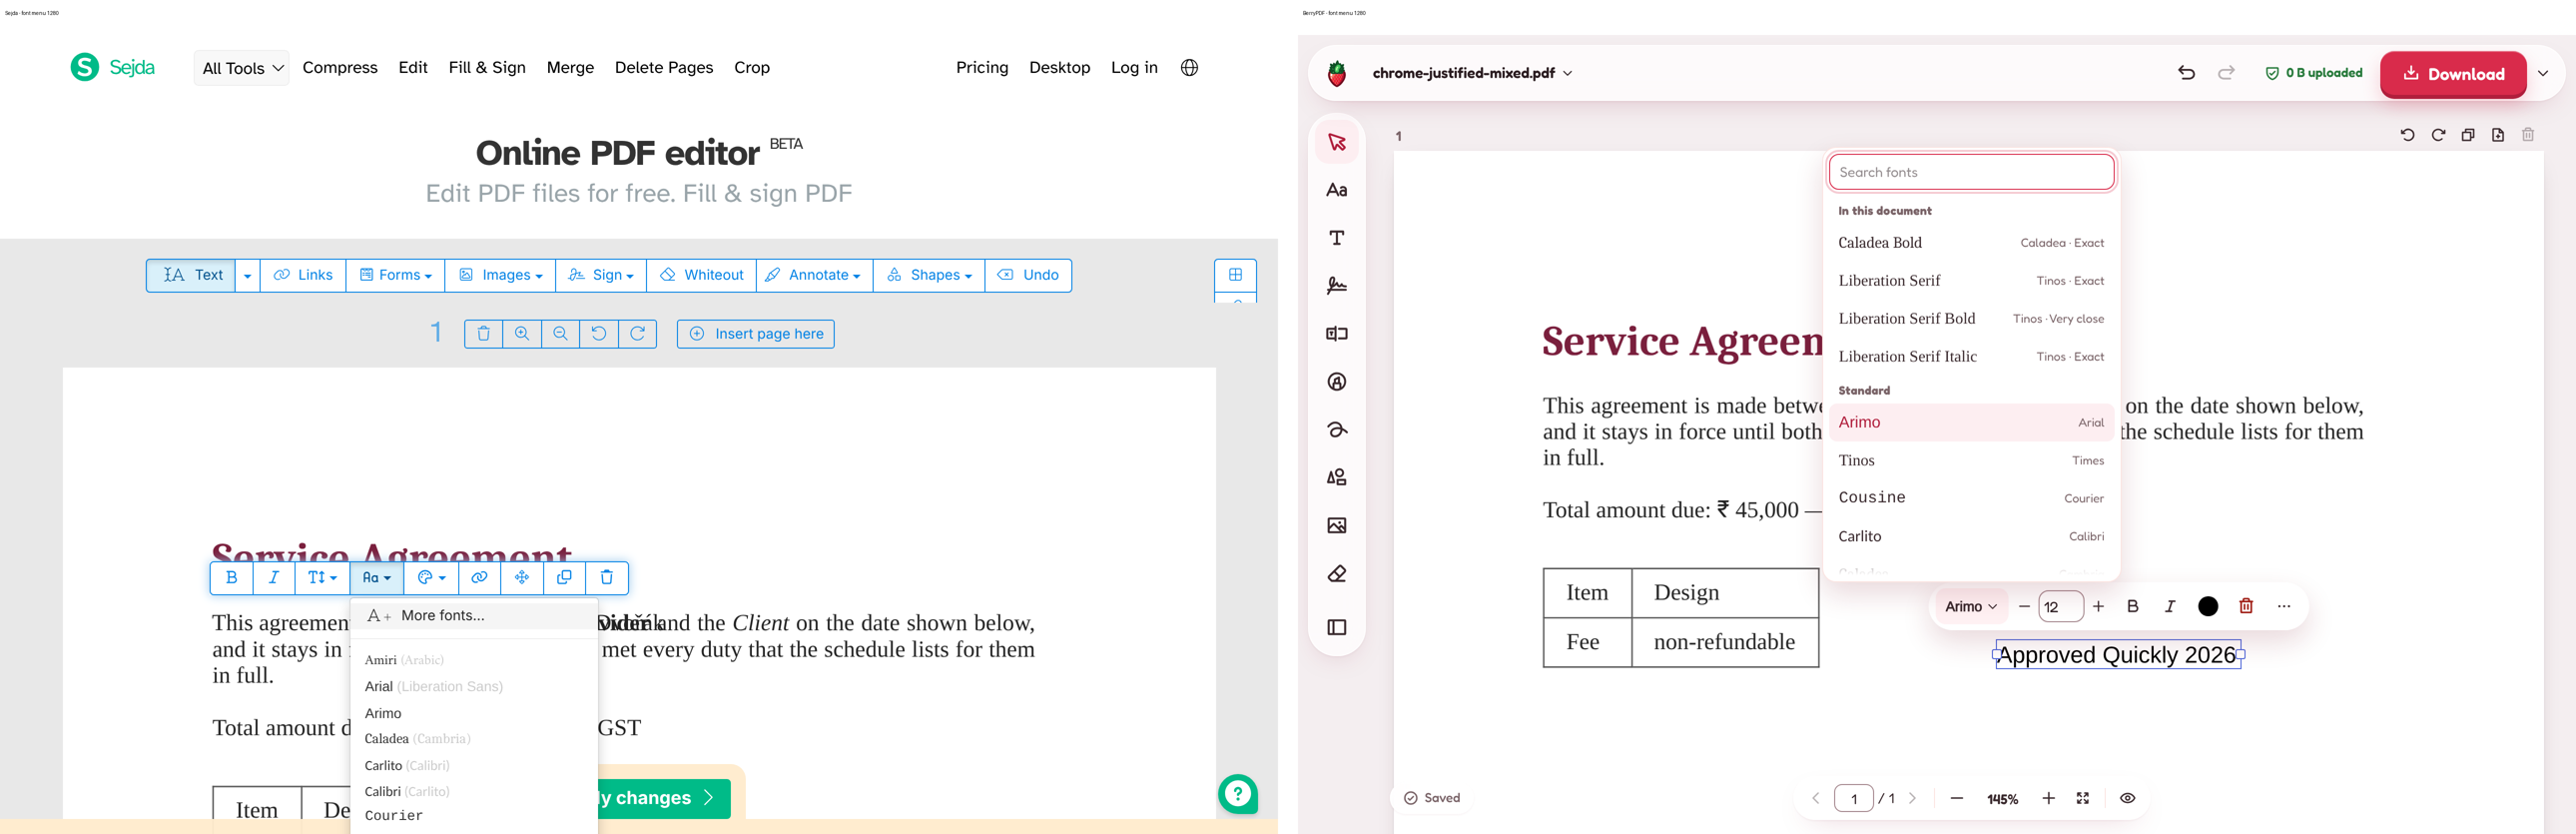 Sejda - font menu 1280
Sejda
All Tools
Compress
Edit
Fill & Sign
Merge
Delete Pages
Crop
Pricing
Desktop
Log in
Online PDF editor BETA
Edit PDF files for free. Fill & sign PDF
Text
Links
Forms
Images
Sign
Whiteout
Annotate
Shapes
Undo
1
Insert page here
Service Agreement
B
I
Aa
This agreement
and the Client on the date shown below,
and it stays in
met every duty that the schedule lists for them
in full.
Total amount d
GST
Item
De
A+ More fonts...
Amiri (Arabic)
Arial (Liberation Sans)
Arimo
Caladea (Cambria)
Carlito (Calibri)
Calibri (Carlito)
Courier
ly changes
?
BerryPDF - font menu 1280
chrome-justified-mixed.pdf
0 B uploaded
Download
1
Aa
T
Search fonts
In this document
Caladea Bold
Caladea · Exact
Liberation Serif
Tinos · Exact
Liberation Serif Bold
Tinos · Very close
Liberation Serif Italic
Tinos · Exact
Standard
Arimo
Arial
Tinos
Times
Cousine
Courier
Carlito
Calibri
Service Agreem
This agreement is made betwe
on the date shown below,
and it stays in force until both
the schedule lists for them
in full.
Total amount due: ₹ 45,000 —
Item
Design
Fee
non-refundable
Arimo
12
B
I
Approved Quickly 2026
Saved
1 / 1
145%